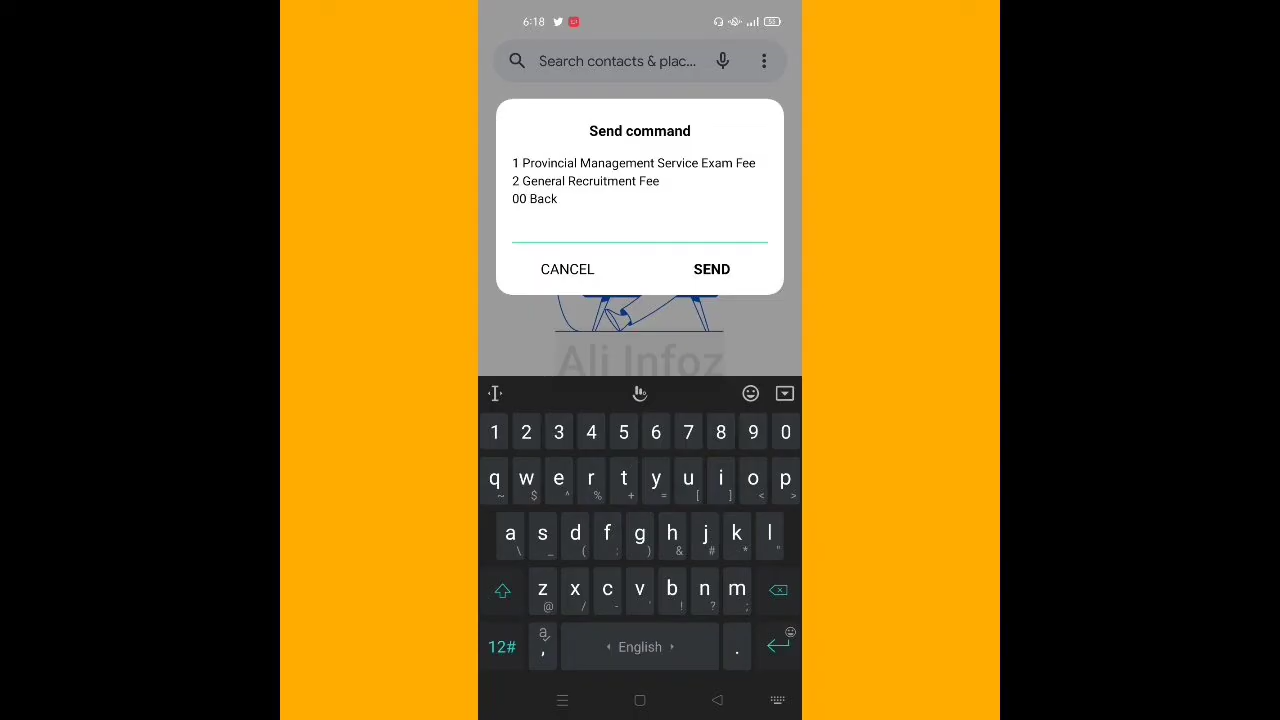 6:18
55
Search contacts & plac...
Send command
1 Provincial Management Service Exam Fee
2 General Recruitment Fee
00 Back
CANCEL SEND
Ali Infoz
1 2 3 4 5 6 7 8 9 0
q w e r t y u i o p
~ $ ^ % + = [ ] < >
a s d f g h j k l
\ _ ( ; ) & # * "
z x c v b n m
@ / - ' ! ? ;
12# a , English .